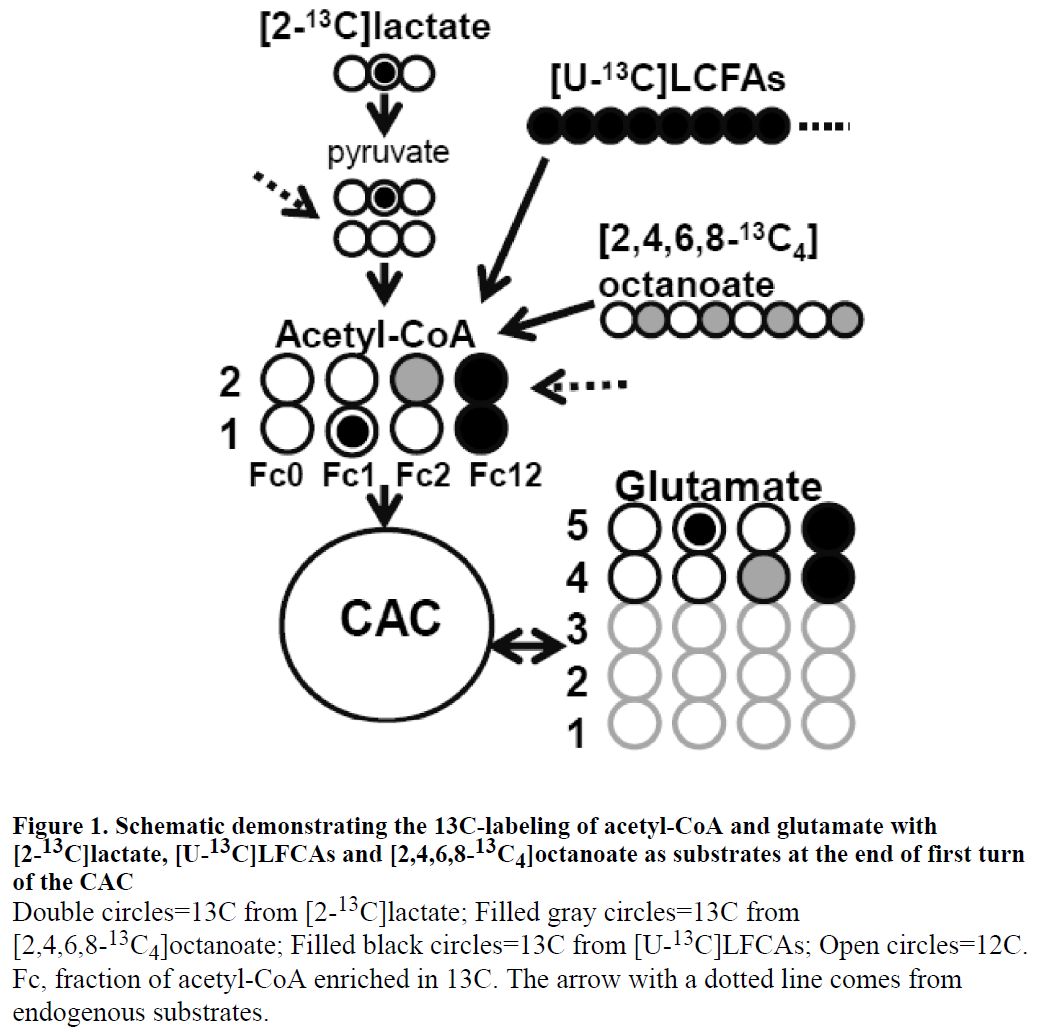 [2-13C]lactate
[U-13C]LCFAs
pyruvate
[2,4,6,8-13C4]
octanoate
Acetyl-CoA
2
1
Fc0 Fc1 Fc2 Fc12
Glutamate
5
4
3
2
1
CAC
Figure 1. Schematic demonstrating the 13C-labeling of acetyl-CoA and glutamate with
[2-13C]lactate, [U-13C]LFCAs and [2,4,6,8-13C4]octanoate as substrates at the end of first turn
of the CAC
Double circles=13C from [2-13C]lactate; Filled gray circles=13C from
[2,4,6,8-13C4]octanoate; Filled black circles=13C from [U-13C]LFCAs; Open circles=12C.
Fc, fraction of acetyl-CoA enriched in 13C. The arrow with a dotted line comes from
endogenous substrates.